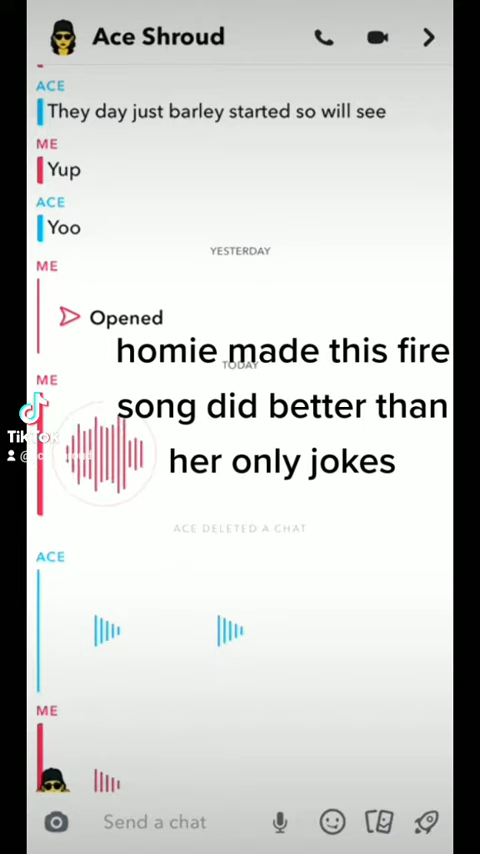 Ace Shroud
ACE
They day just barley started so will see
ME
Yup
ACE
Yoo
YESTERDAY
ME
Opened
homie made this fire
TODAY
ME
song did better than
TikTok
her only jokes
ACE DELETED A CHAT
ACE
ME
Send a chat